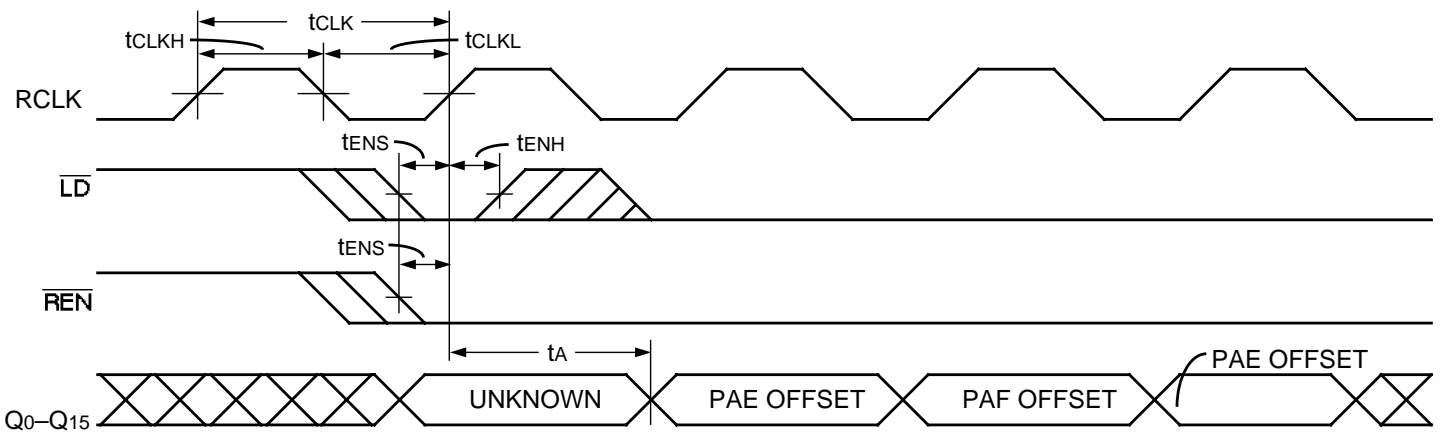 tCLK
tCLKH
tCLKL
RCLK
tENS
tENH
LD
tENS
REN
tA
PAE OFFSET
UNKNOWN
PAE OFFSET
PAF OFFSET
Q0–Q15